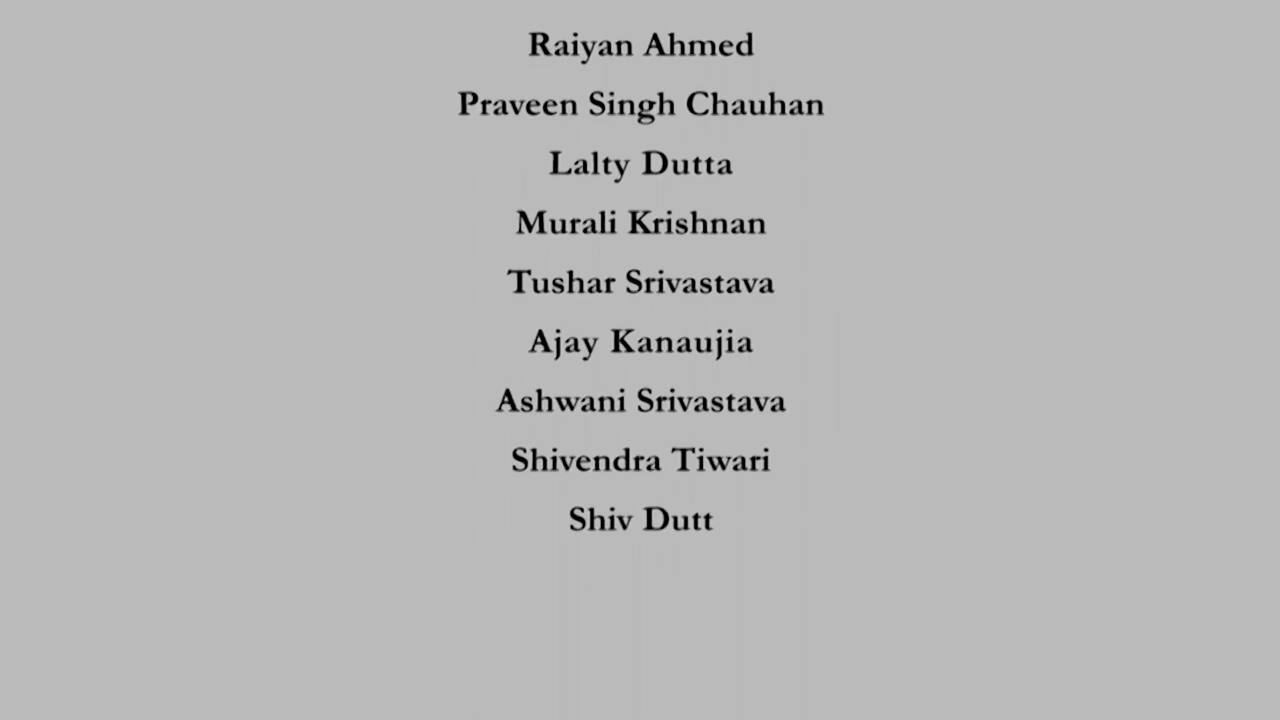 Raiyan Ahmed
Praveen Singh Chauhan
Lalty Dutta
Murali Krishnan
Tushar Srivastava
Ajay Kanaujia
Ashwani Srivastava
Shivendra Tiwari
Shiv Dutt